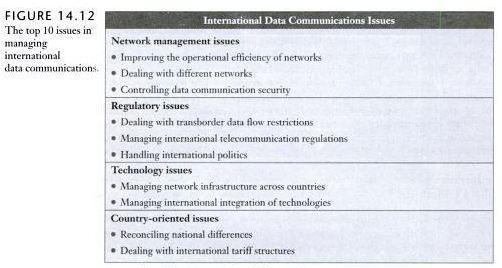 FIGURE 14.12
The top 10 issues in
managing
international
data communications.
International Data Communications Issues
Network management issues
• Improving the operational efficiency of networks
• Dealing with different networks
• Controlling data communication security
Regulatory issues
• Dealing with transborder data flow restrictions
• Managing international telecommunication regulations
• Handling international politics
Technology issues
• Managing network infrastructure across countries
• Managing international integration of technologies
Country-oriented issues
• Reconciling national differences
• Dealing with international tariff structures